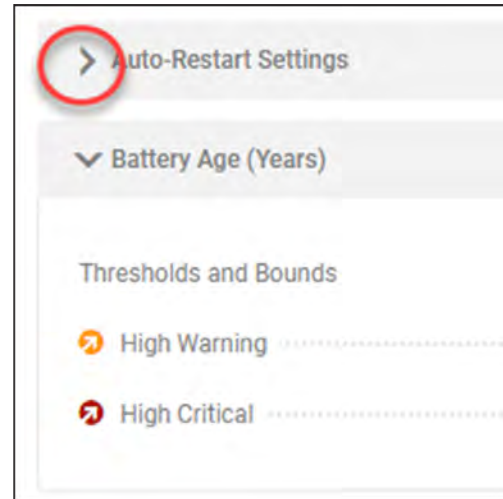 Auto-Restart Settings
Battery Age (Years)
Thresholds and Bounds
High Warning
High Critical